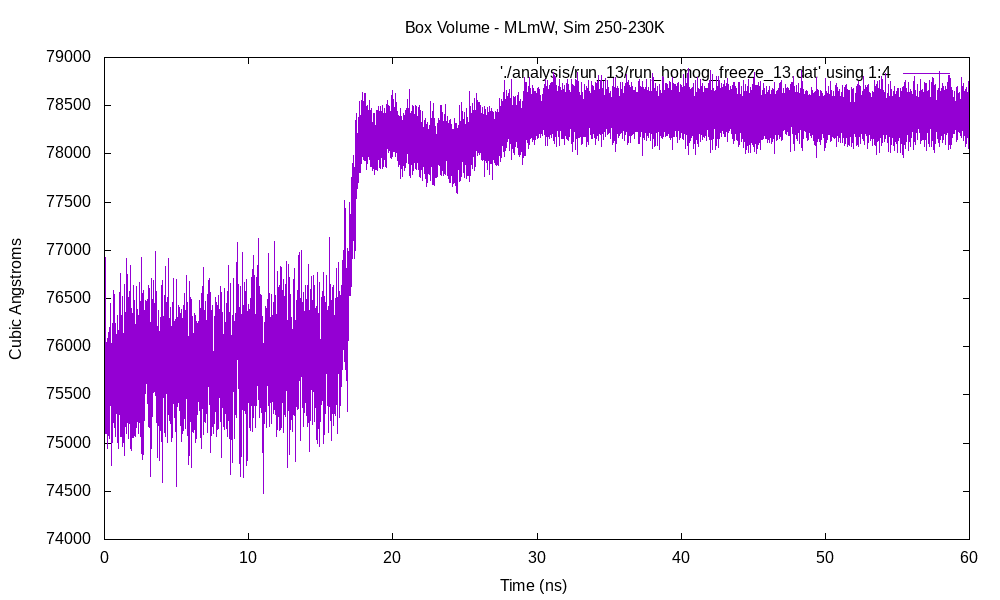 Box Volume - MLmW, Sim 250-230K
'./analysis/run_13/run_homog_freeze_13.dat' using 1:4
79000
78500
78000
77500
77000
76500
76000
75500
75000
74500
74000
Cubic Angstroms
0 10 20 30 40 50 60
Time (ns)